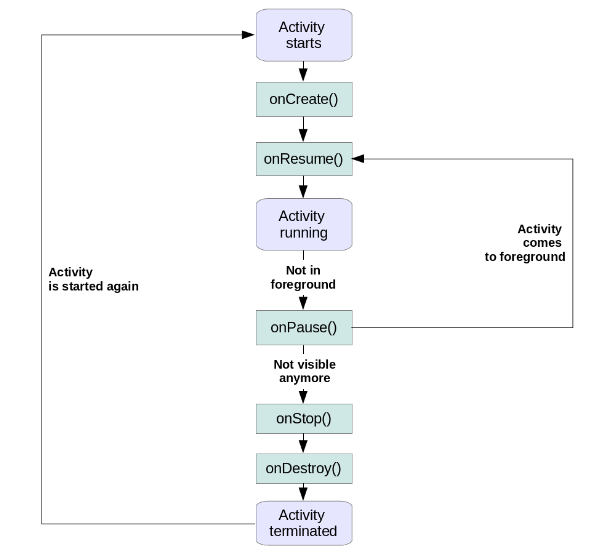 Activity
starts
onCreate()
onResume()
Activity
running
Activity
comes
to foreground
Not in
foreground
Activity
is started again
onPause()
Not visible
anymore
onStop()
onDestroy()
Activity
terminated